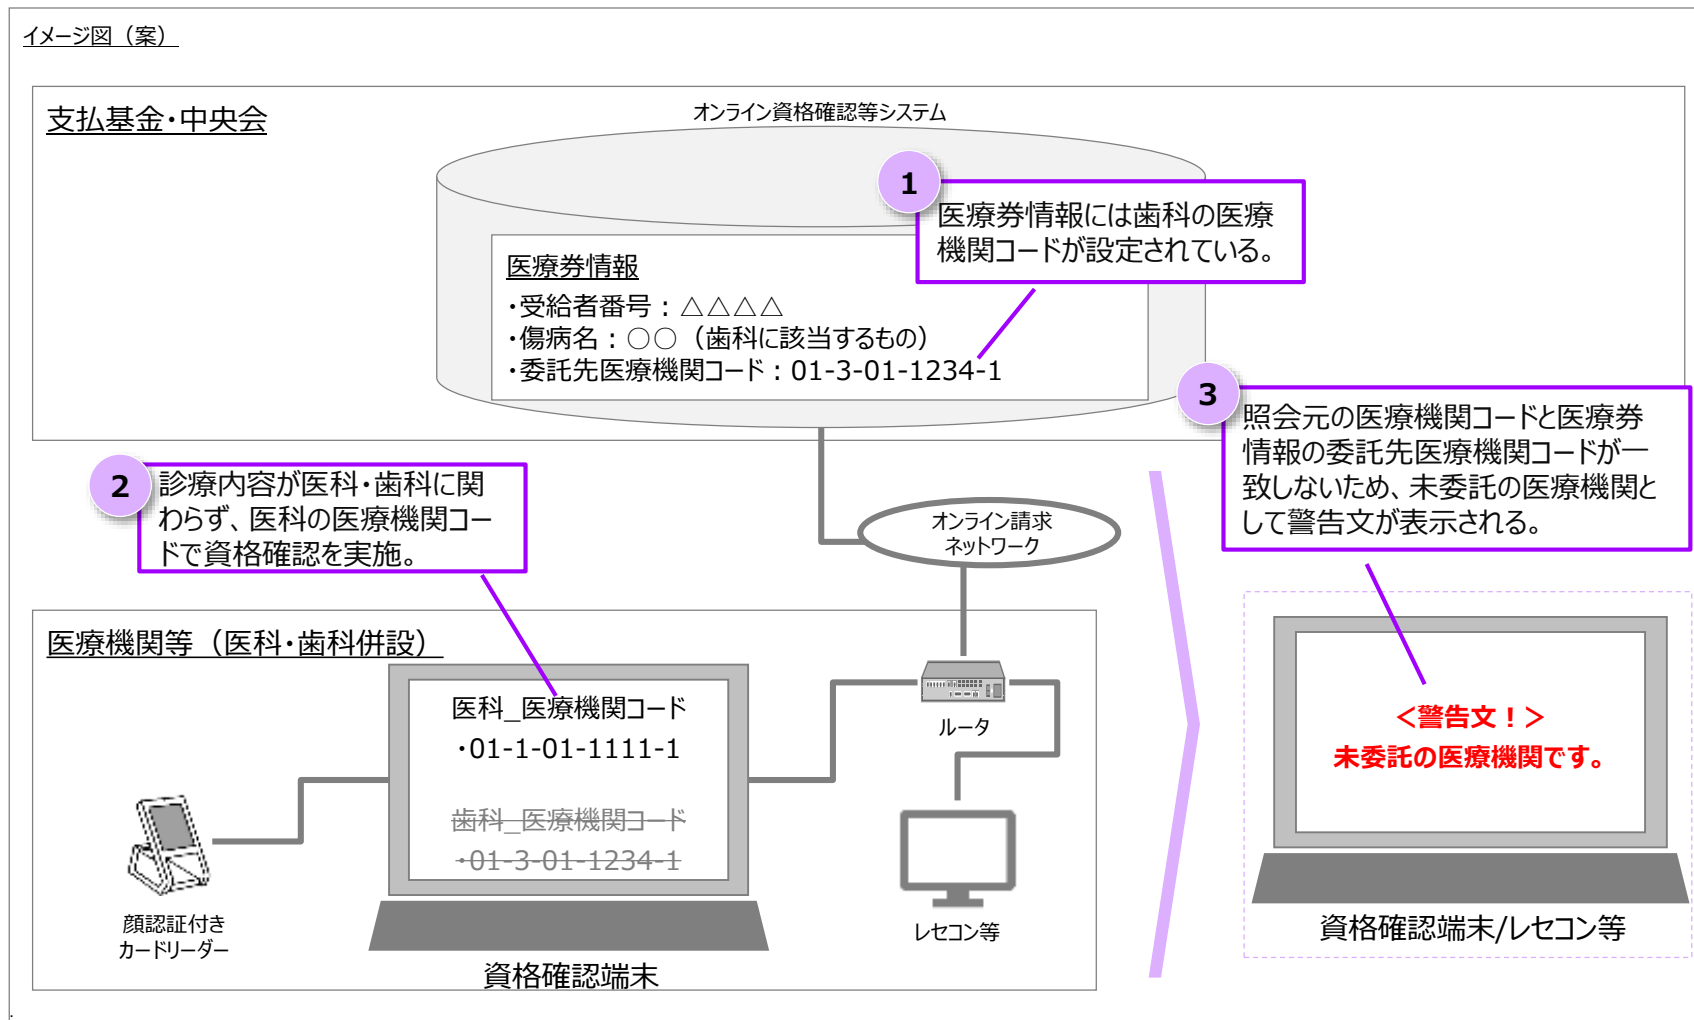 イメージ図（案）
支払基金・中央会
オンライン資格確認等システム
1
医療券情報には歯科の医療
機関コードが設定されている。
医療券情報
・受給者番号：△△△△
・傷病名：○○（歯科に該当するもの）
・委託先医療機関コード：01-3-01-1234-1
3
照会元の医療機関コードと医療券
情報の委託先医療機関コードが一
致しないため、未委託の医療機関と
して警告文が表示される。
2
診療内容が医科・歯科に関
わらず、医科の医療機関コー
ドで資格確認を実施。
オンライン請求
ネットワーク
医療機関等（医科・歯科併設）
医科_医療機関コード
・01-1-01-1111-1
歯科_医療機関コード
・01-3-01-1234-1
ルータ
＜警告文！＞
未委託の医療機関です。
顔認証付き
カードリーダー
資格確認端末
レセコン等
資格確認端末/レセコン等